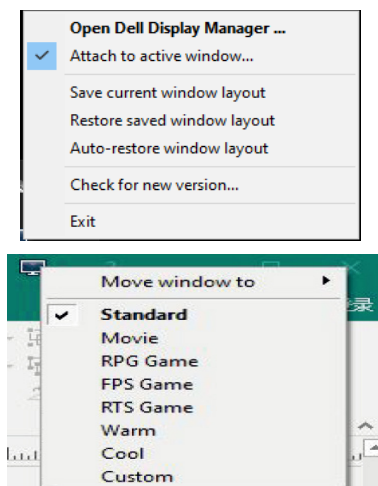 Open Dell Display Manager ...
Attach to active window...
Save current window layout
Restore saved window layout
Auto-restore window layout
Check for new version...
Exit
Move window to
Standard
Movie
RPG Game
FPS Game
RTS Game
Warm
Cool
Custom